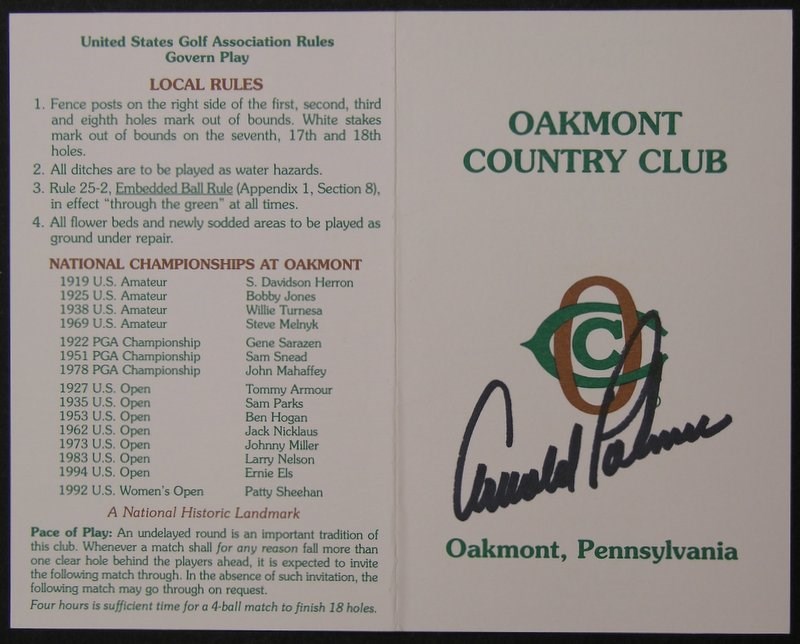 United States Golf Association Rules
Govern Play
LOCAL RULES
1. Fence posts on the right side of the first, second, third
and eighth holes mark out of bounds. White stakes
mark out of bounds on the seventh, 17th and 18th
holes.
2. All ditches are to be played as water hazards.
3. Rule 25-2, Embedded Ball Rule (Appendix 1, Section 8),
in effect "through the green" at all times.
4. All flower beds and newly sodded areas to be played as
ground under repair.
NATIONAL CHAMPIONSHIPS AT OAKMONT
1919 U.S. Amateur S. Davidson Herron
1925 U.S. Amateur Bobby Jones
1938 U.S. Amateur Willie Turnesa
1969 U.S. Amateur Steve Melnyk
1922 PGA Championship Gene Sarazen
1951 PGA Championship Sam Snead
1978 PGA Championship John Mahaffey
1927 U.S. Open Tommy Armour
1935 U.S. Open Sam Parks
1953 U.S. Open Ben Hogan
1962 U.S. Open Jack Nicklaus
1973 U.S. Open Johnny Miller
1983 U.S. Open Larry Nelson
1994 U.S. Open Ernie Els
1992 U.S. Women's Open Patty Sheehan
A National Historic Landmark
Pace of Play: An undelayed round is an important tradition of
this club. Whenever a match shall for any reason fall more than
one clear hole behind the players ahead, it is expected to invite
the following match through. In the absence of such invitation, the
following match may go through on request.
Four hours is sufficient time for a 4-ball match to finish 18 holes.
OAKMONT
COUNTRY CLUB
OCC
Arnold Palmer
Oakmont, Pennsylvania